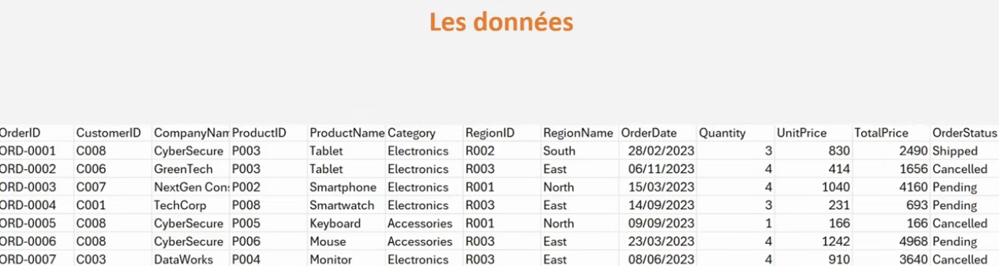 Les données
OrderID CustomerID CompanyNam ProductID ProductName Category RegionID RegionName OrderDate Quantity UnitPrice TotalPrice OrderStatus
ORD-0001 C008 CyberSecure P003 Tablet Electronics R002 South 28/02/2023 3 830 2490 Shipped
ORD-0002 C006 GreenTech P003 Tablet Electronics R003 East 06/11/2023 4 414 1656 Cancelled
ORD-0003 C007 NextGen Cons P002 Smartphone Electronics R001 North 15/03/2023 4 1040 4160 Pending
ORD-0004 C001 TechCorp P008 Smartwatch Electronics R003 East 14/09/2023 3 231 693 Pending
ORD-0005 C008 CyberSecure P005 Keyboard Accessories R001 North 09/09/2023 1 166 166 Cancelled
ORD-0006 C008 CyberSecure P006 Mouse Accessories R003 East 23/03/2023 4 1242 4968 Pending
ORD-0007 C003 DataWorks P004 Monitor Electronics R003 East 08/06/2023 4 910 3640 Cancelled